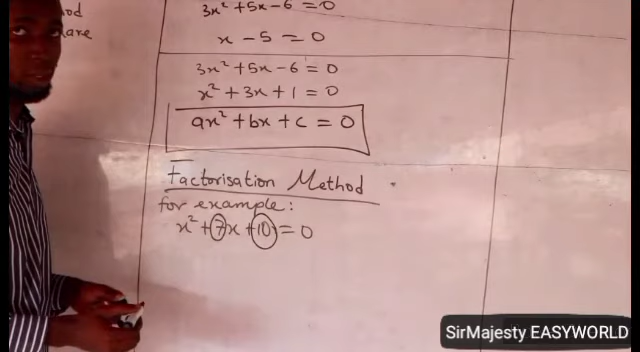 3x² + 5x - 6 = 0
x - 5 = 0
3x² + 5x - 6 = 0
x² + 3x + 1 = 0
ax² + bx + c = 0
Factorisation Method
for example:
x² + 7x + 10 = 0
SirMajesty EASYWORLD